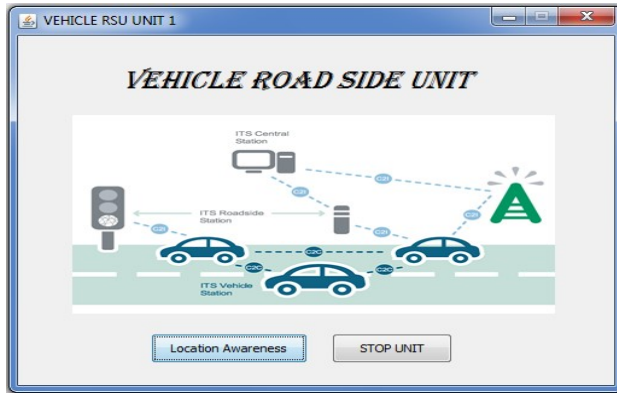 VEHICLE RSU UNIT 1
VEHICLE ROAD SIDE UNIT
ITS Central
Station
C2I
C2I
ITS Roadside
Station
C2I
C2I
C2I
C2C
C2C
C2C
ITS Vehicle
Station
Location Awareness
STOP UNIT